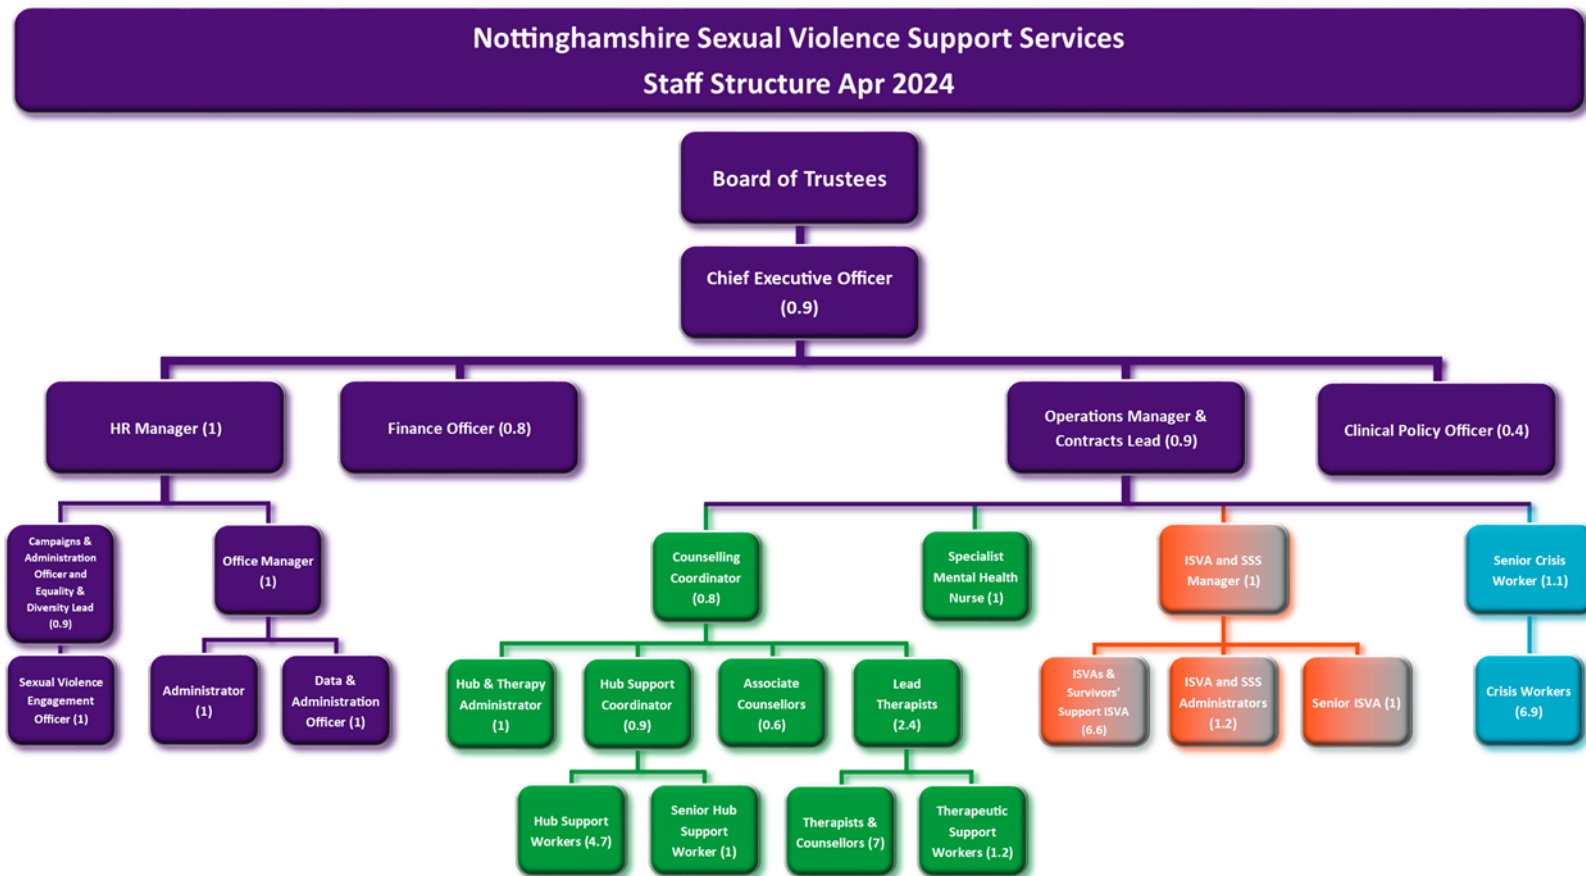 Nottinghamshire Sexual Violence Support Services
Staff Structure Apr 2024
Board of Trustees
Chief Executive Officer
(0.9)
HR Manager (1)
Finance Officer (0.8)
Operations Manager &
Contracts Lead (0.9)
Clinical Policy Officer (0.4)
Campaigns &
Administration
Officer and
Equality &
Diversity Lead
(0.9)
Office Manager
(1)
Counselling
Coordinator
(0.8)
Specialist
Mental Health
Nurse (1)
ISVA and SSS
Manager (1)
Senior Crisis
Worker (1.1)
Sexual Violence
Engagement
Officer (1)
Administrator
(1)
Data &
Administration
Officer (1)
Hub & Therapy
Administrator
(1)
Hub Support
Coordinator
(0.9)
Associate
Counsellors
(0.6)
Lead
Therapists
(2.4)
ISVAs &
Survivors'
Support ISVA
(6.6)
ISVA and SSS
Administrators
(1.2)
Senior ISVA (1)
Crisis Workers
(6.9)
Hub Support
Workers (4.7)
Senior Hub
Support
Worker (1)
Therapists &
Counsellors (7)
Therapeutic
Support
Workers (1.2)